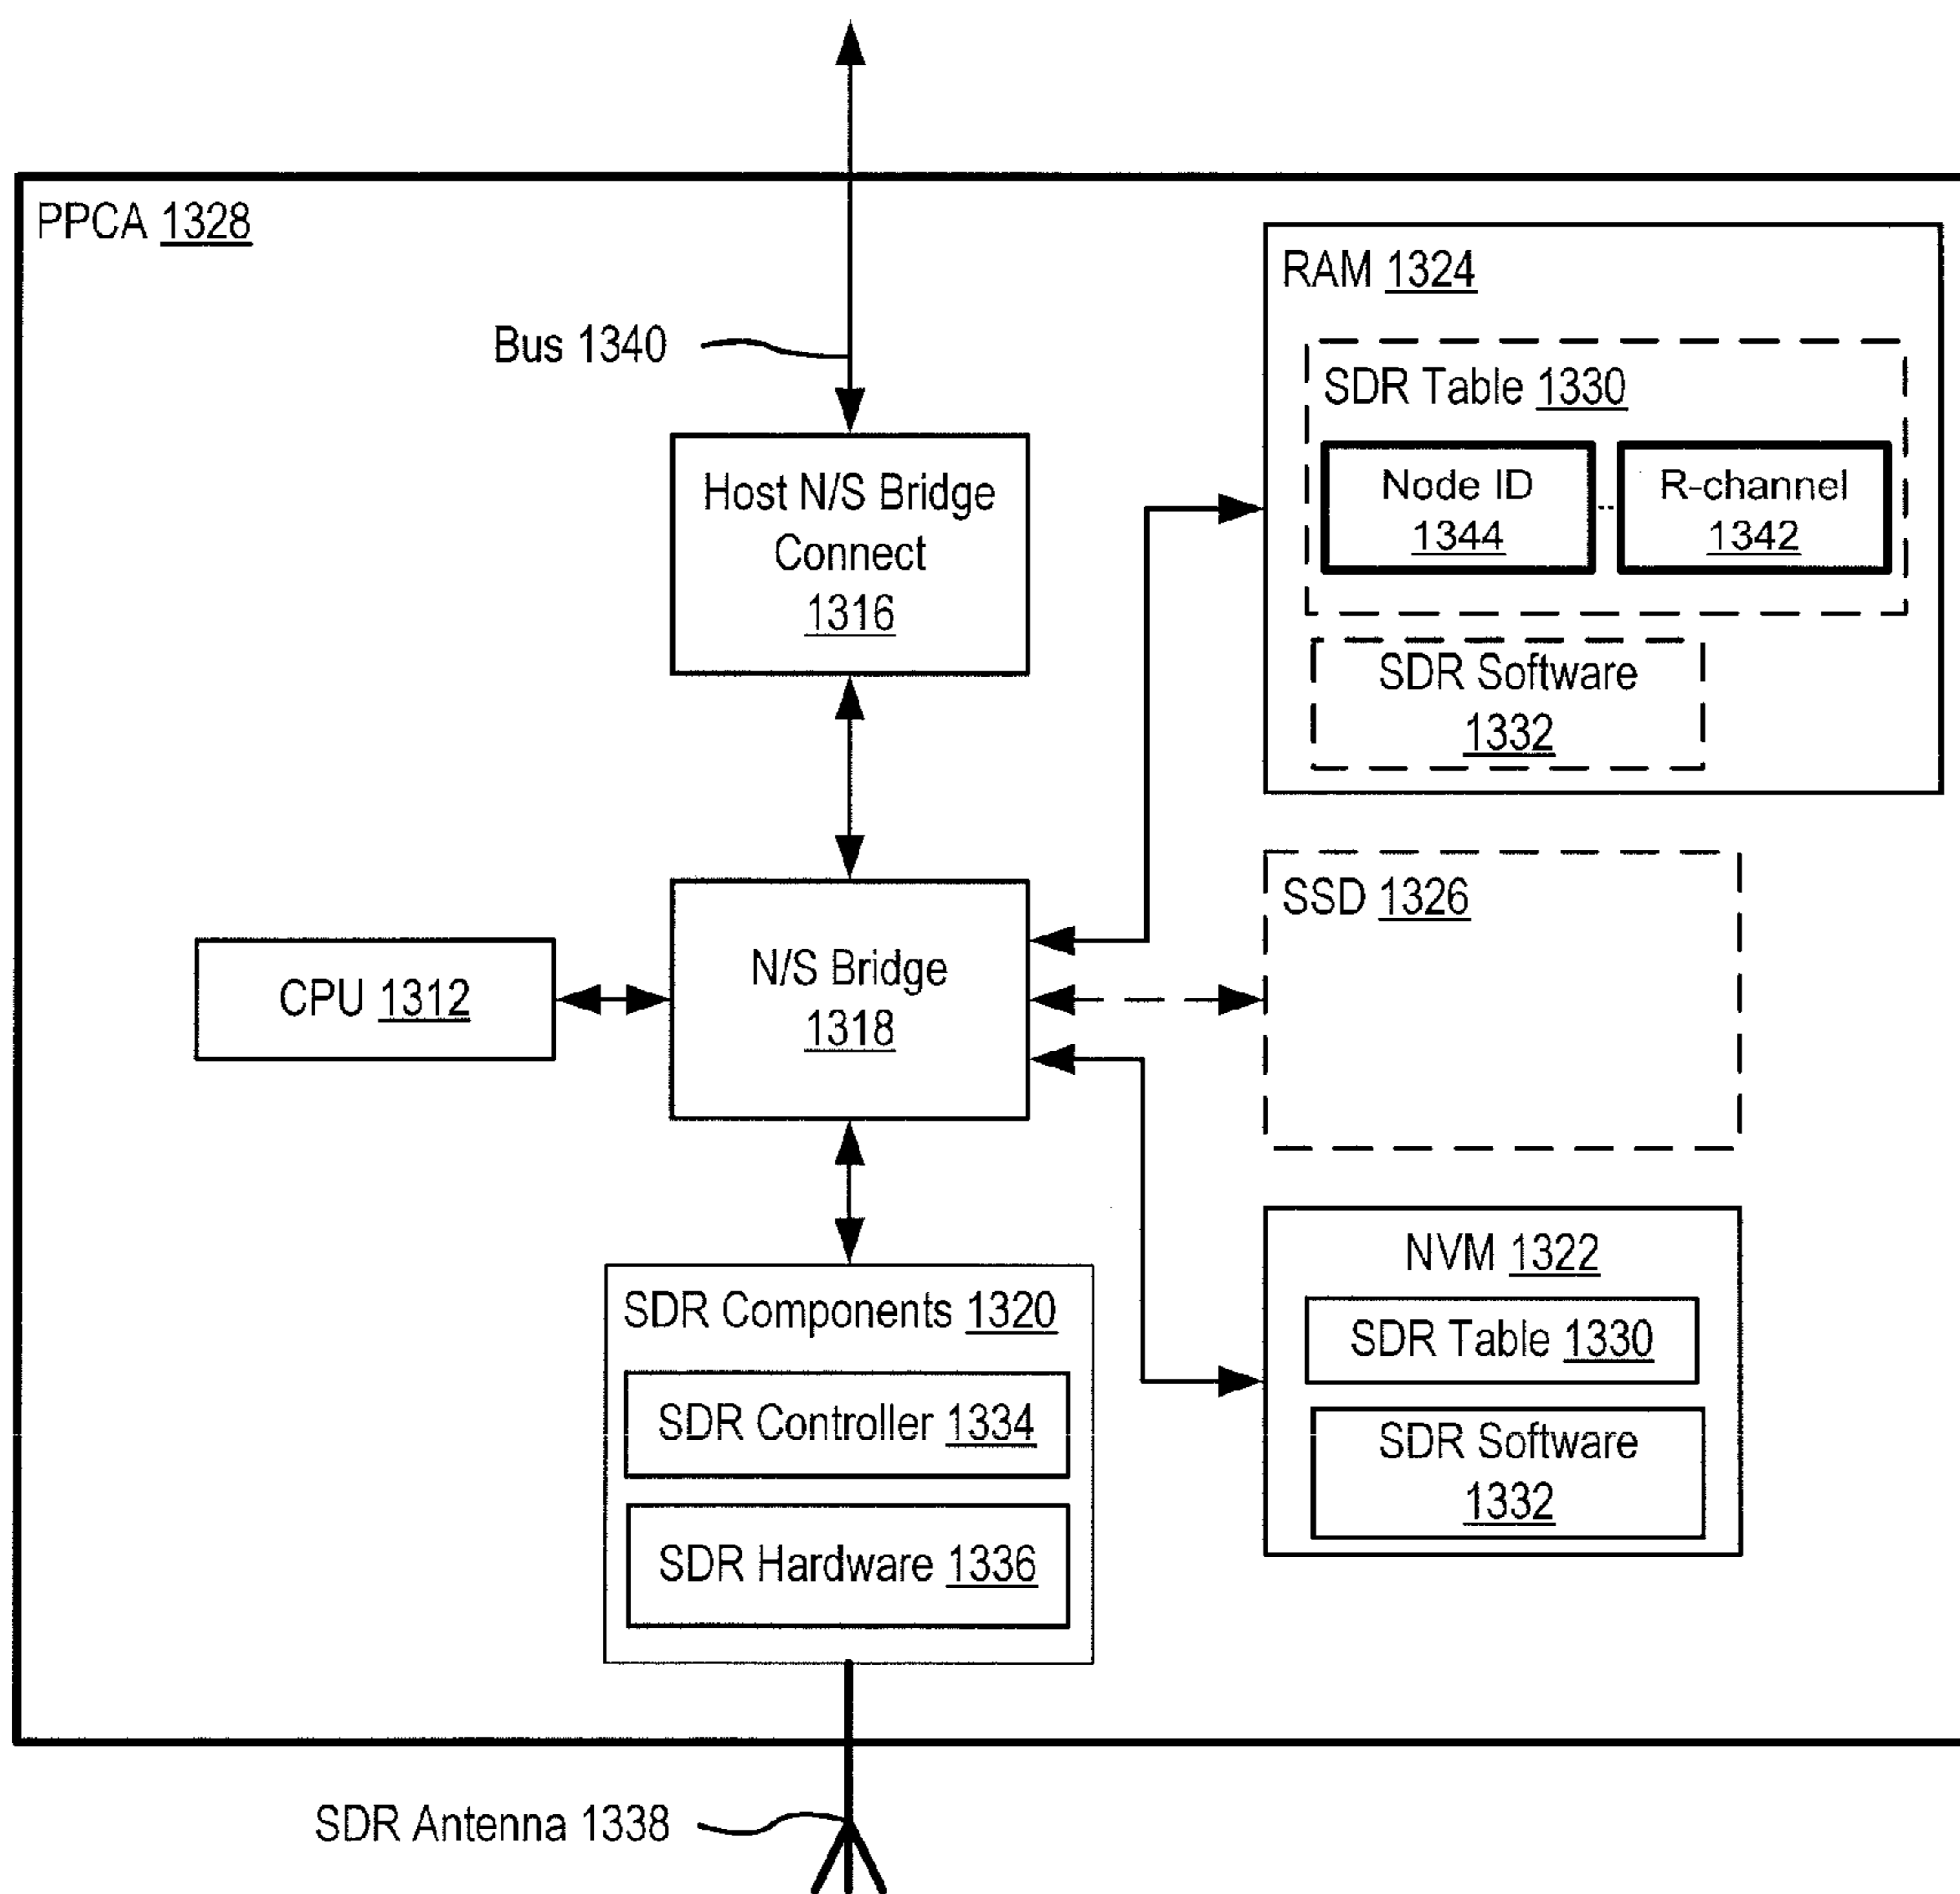 PPCA 1328
Bus 1340
Host N/S Bridge
Connect
1316
RAM 1324
SDR Table 1330
Node ID
1344
R-channel
1342
SDR Software
1332
CPU 1312
N/S Bridge
1318
SSD 1326
SDR Components 1320
SDR Controller 1334
SDR Hardware 1336
NVM 1322
SDR Table 1330
SDR Software
1332
SDR Antenna 1338